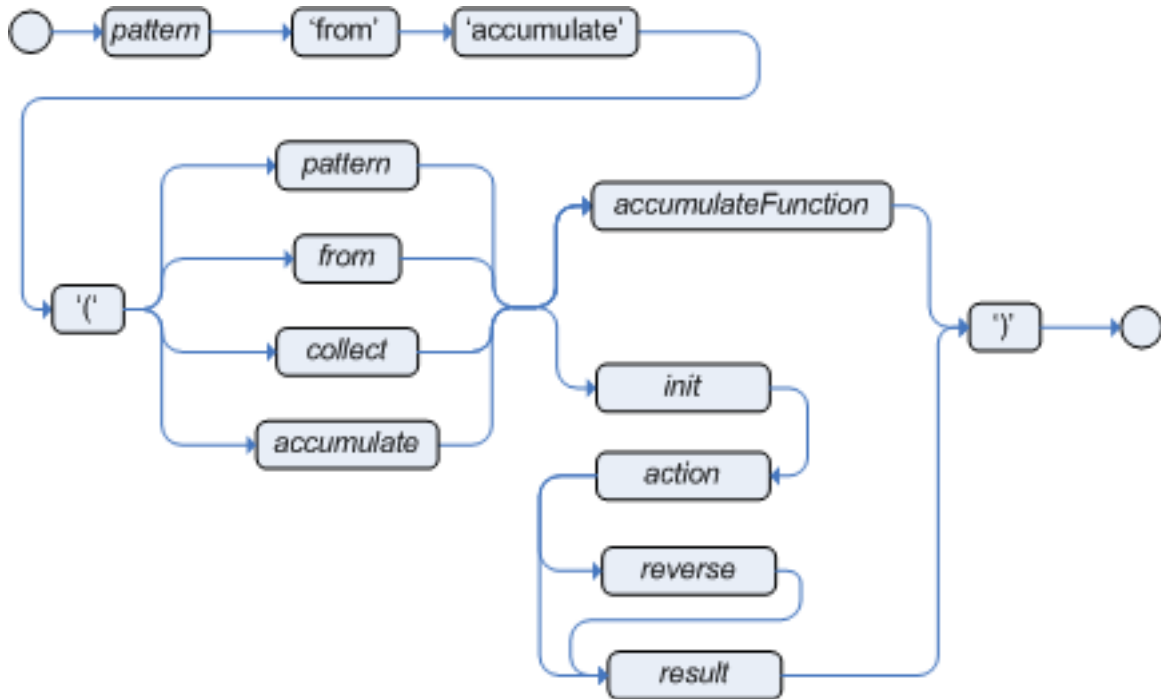 pattern
‘from’
‘accumulate’
pattern
accumulateFunction
from
‘(‘
‘)’
collect
init
accumulate
action
reverse
result